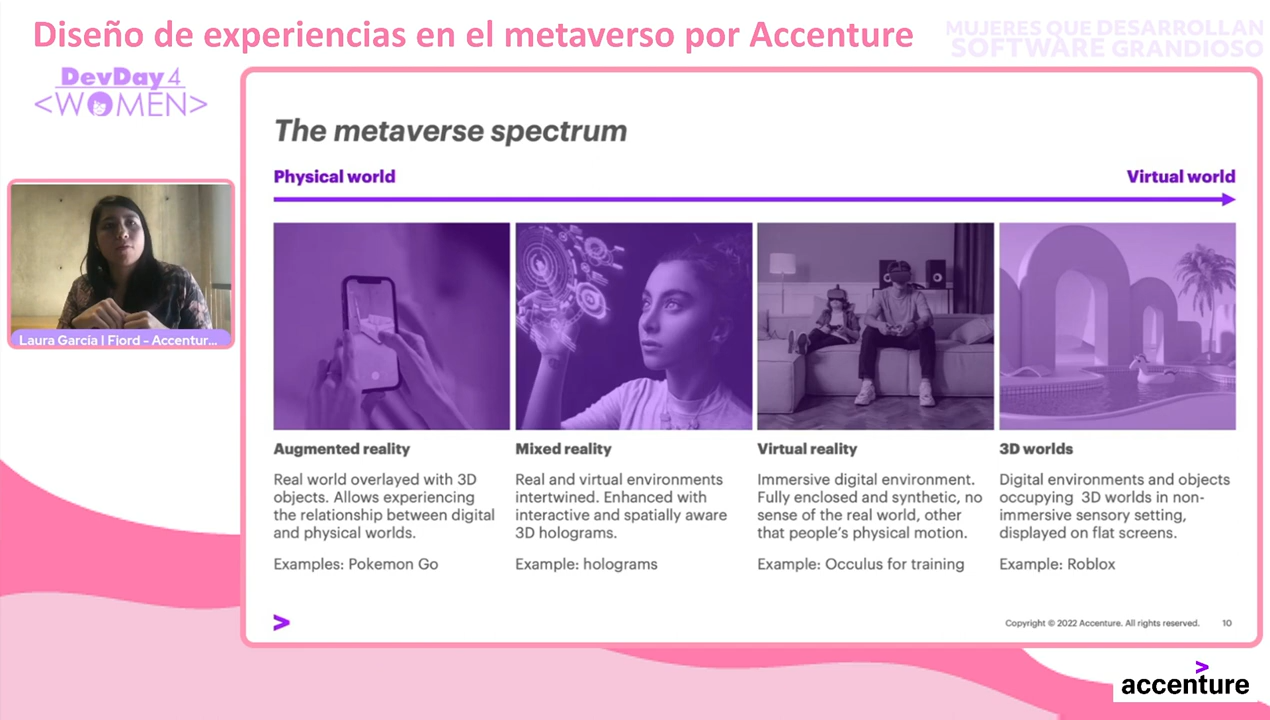 Diseño de experiencias en el metaverso por Accenture
MUJERES QUE DESARROLLAN
SOFTWARE GRANDIOSO
DevDay 4
<WOMEN>
Laura García | Fjord - Accentur...
The metaverse spectrum
Physical world
Virtual world
Augmented reality
Real world overlayed with 3D
objects. Allows experiencing
the relationship between digital
and physical worlds.
Examples: Pokemon Go
Mixed reality
Real and virtual environments
intertwined. Enhanced with
interactive and spatially aware
3D holograms.
Example: holograms
Virtual reality
Immersive digital environment.
Fully enclosed and synthetic, no
sense of the real world, other
that people's physical motion.
Example: Occulus for training
3D worlds
Digital environments and objects
occupying 3D worlds in non-
immersive sensory setting,
displayed on flat screens.
Example: Roblox
>
Copyright © 2022 Accenture. All rights reserved. 10
accenture